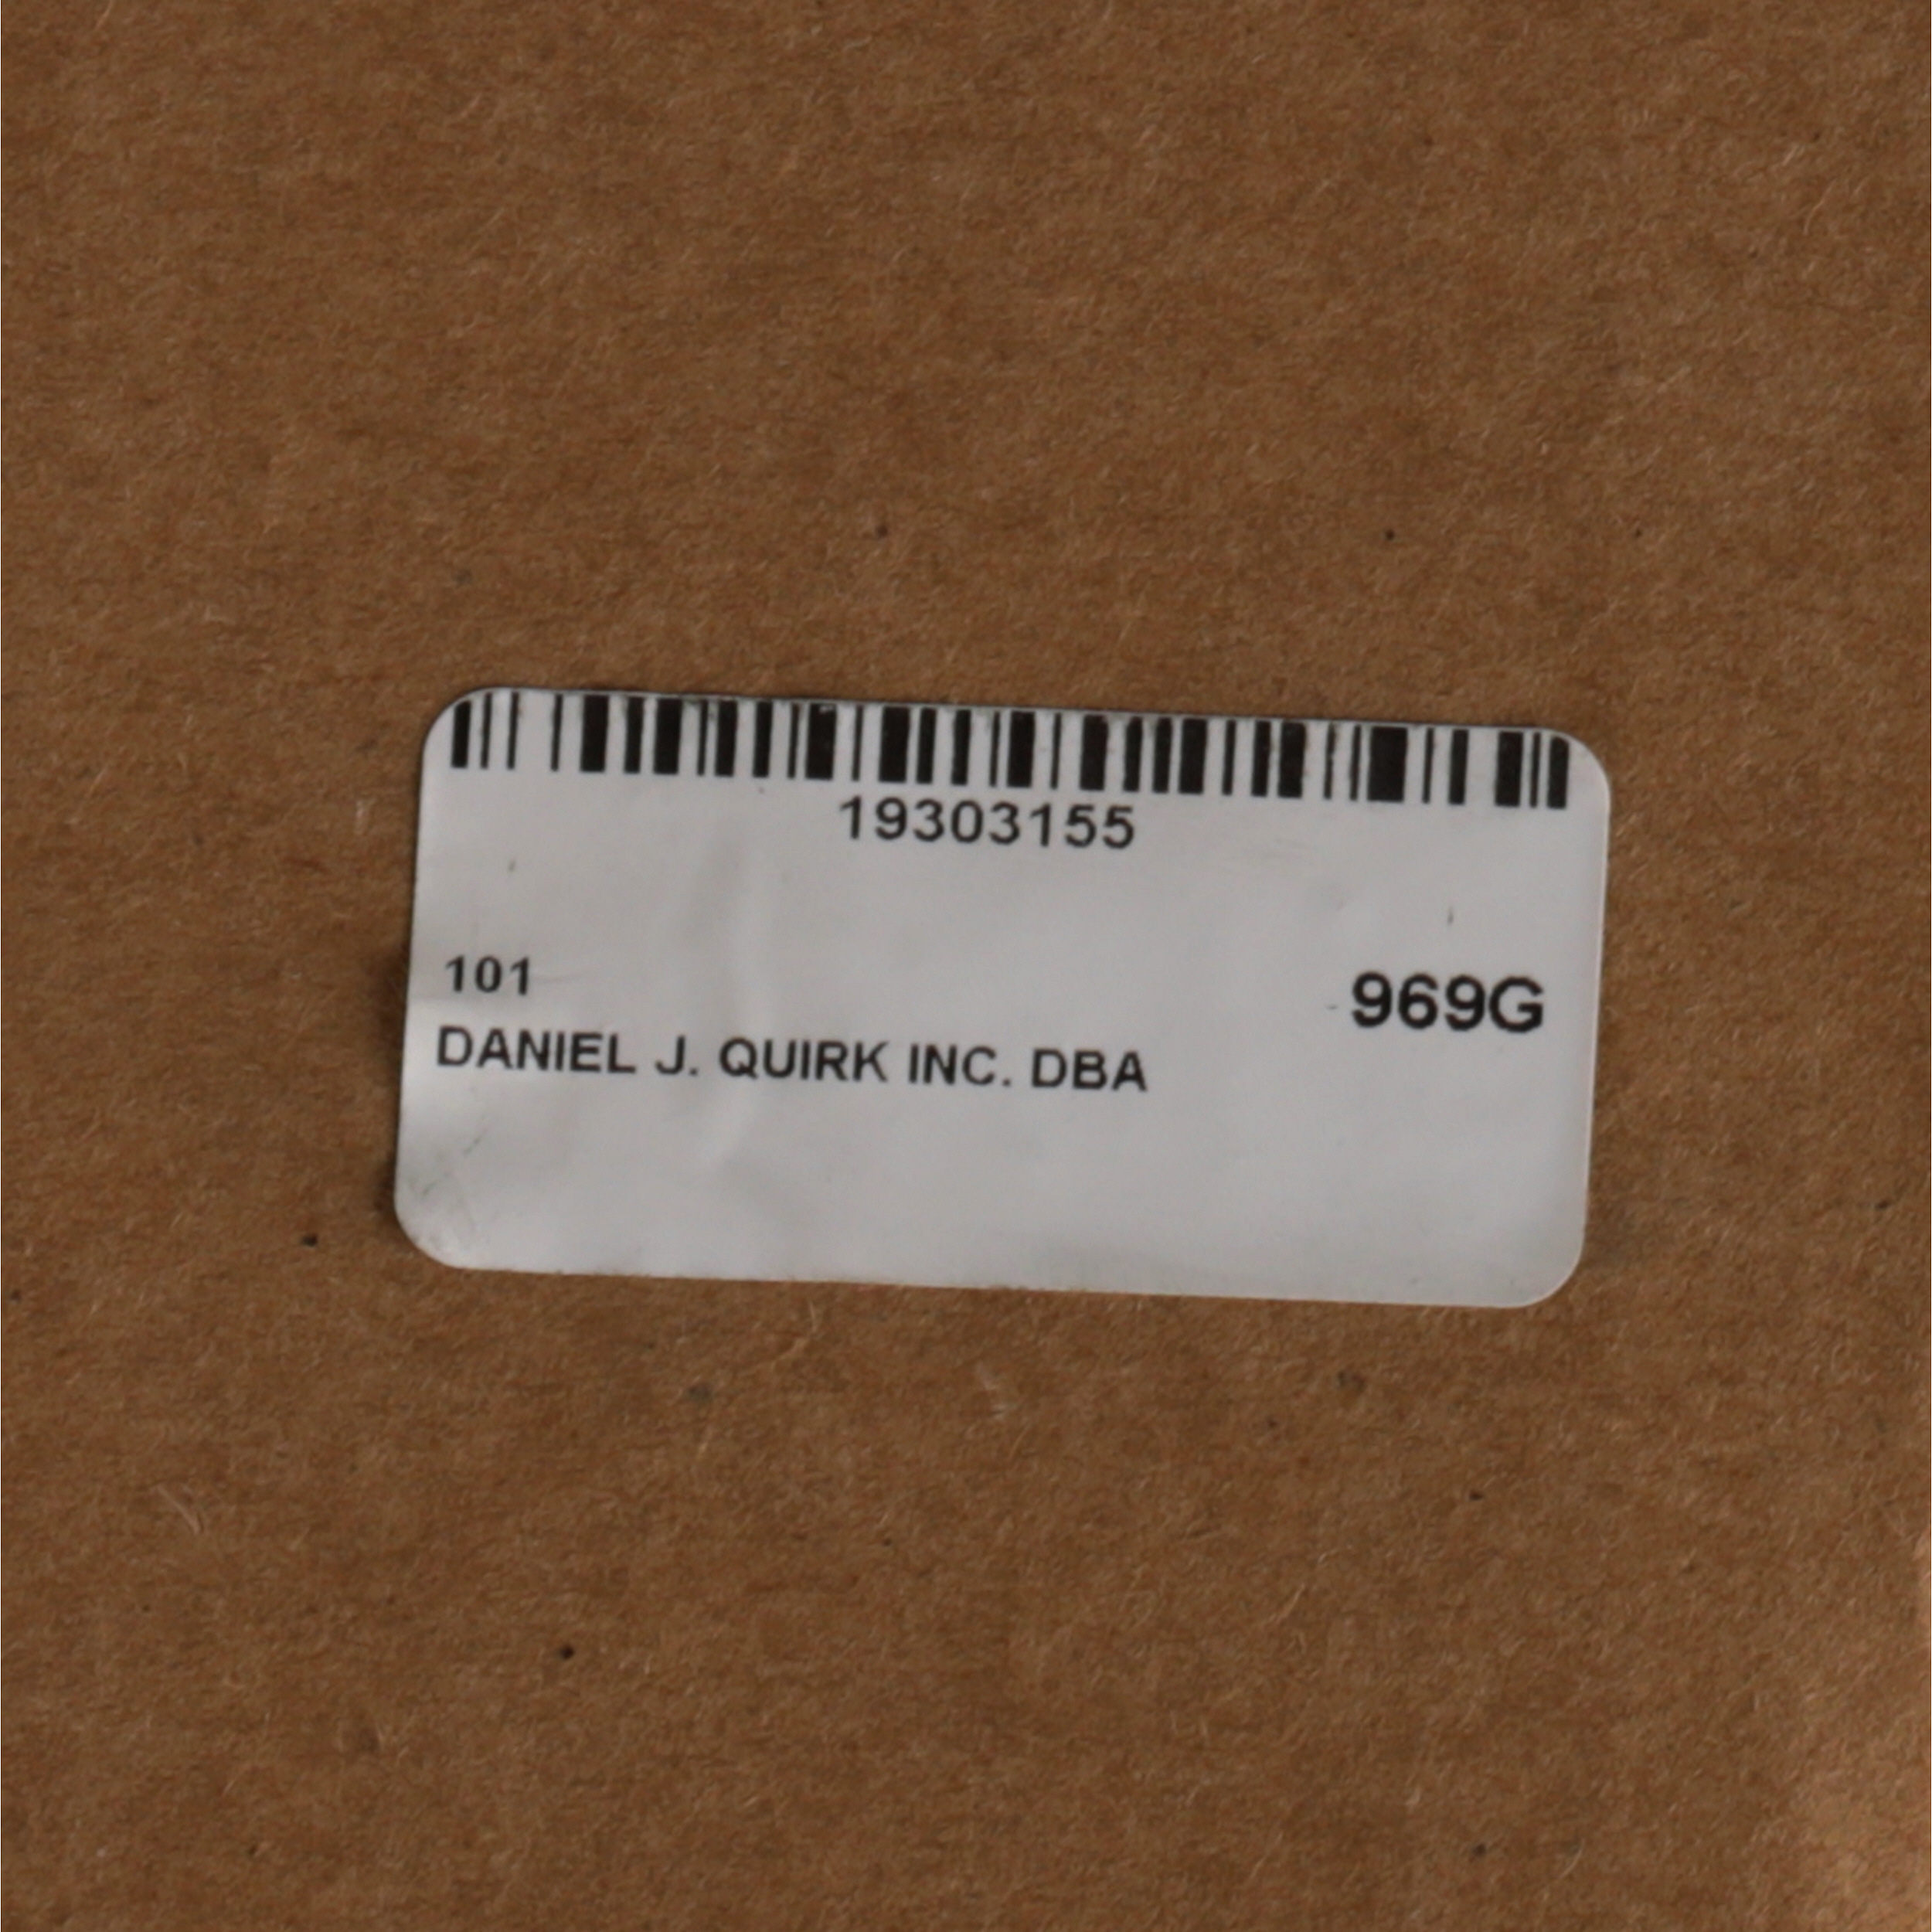 19303155
101
969G
DANIEL J. QUIRK INC. DBA